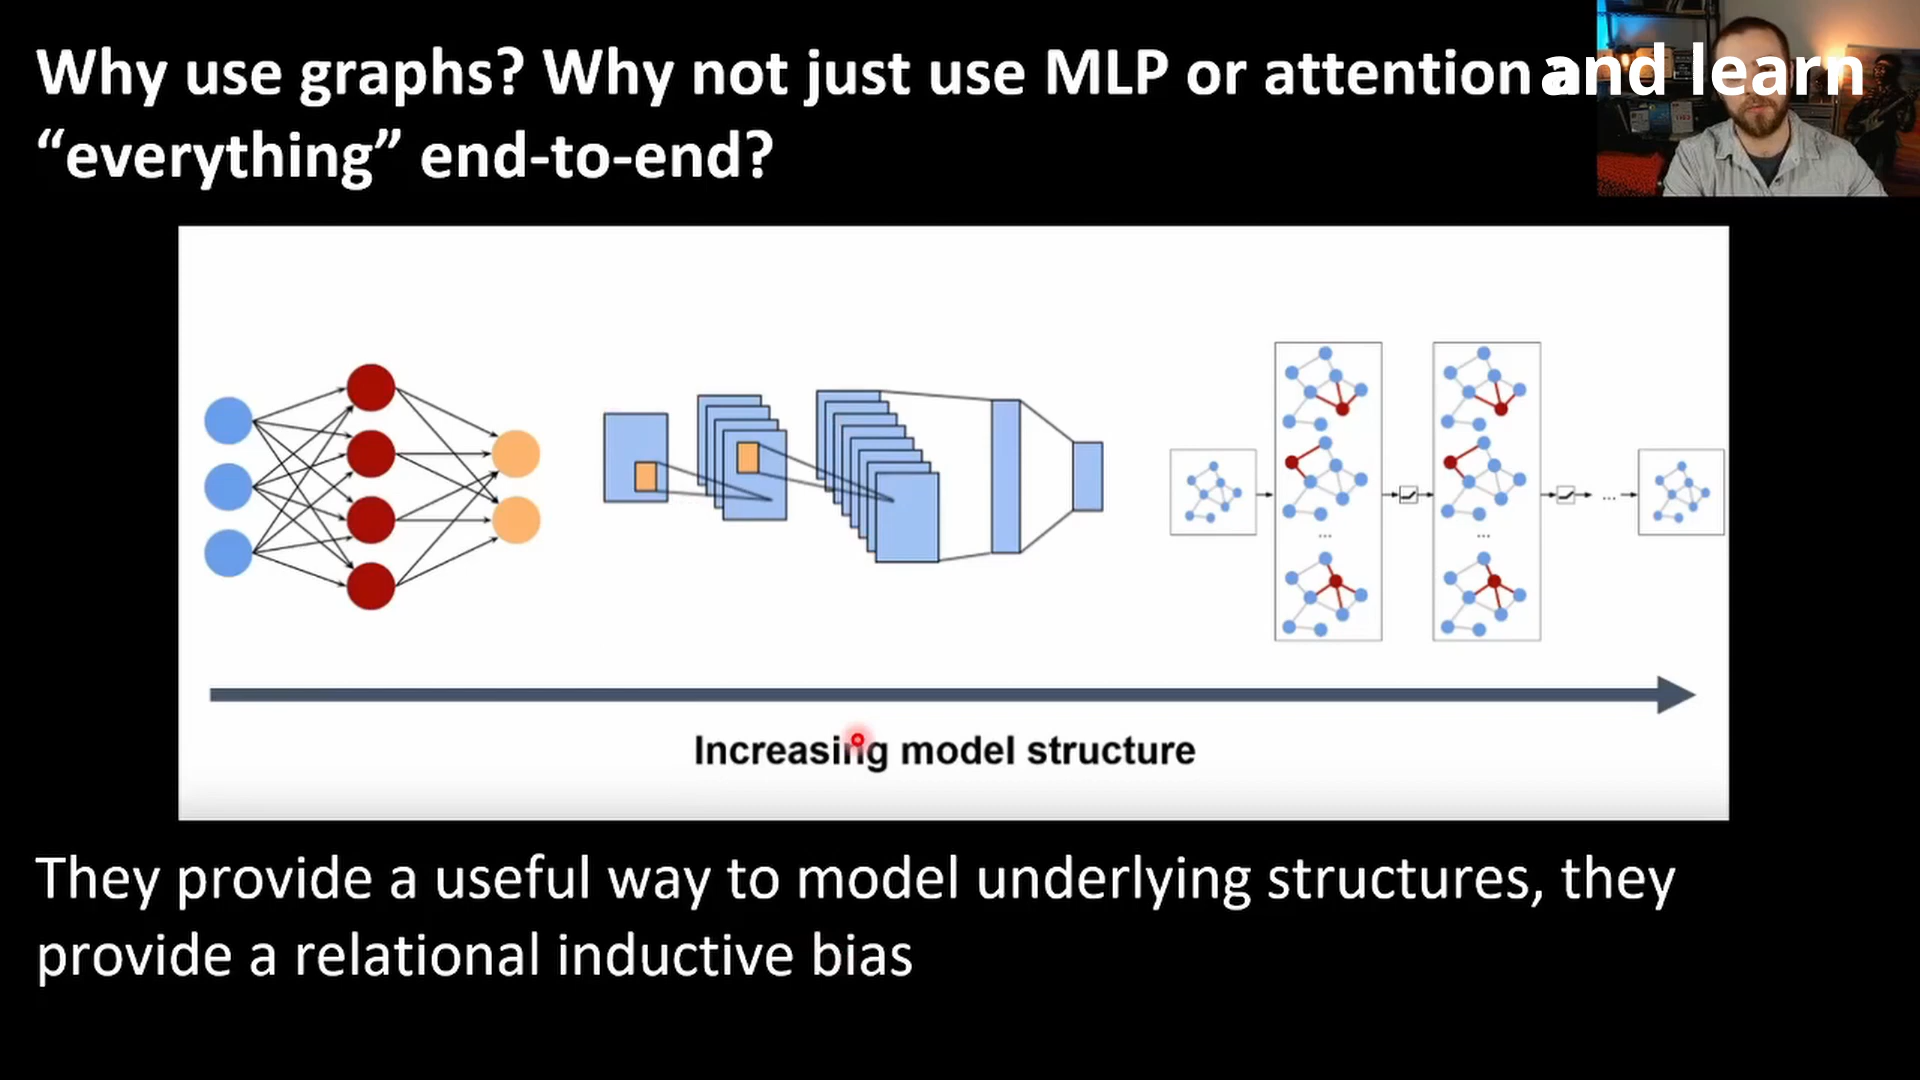 Why use graphs? Why not just use MLP or attention and learn
“everything” end-to-end?
...
...
...
Increasing model structure
They provide a useful way to model underlying structures, they
provide a relational inductive bias